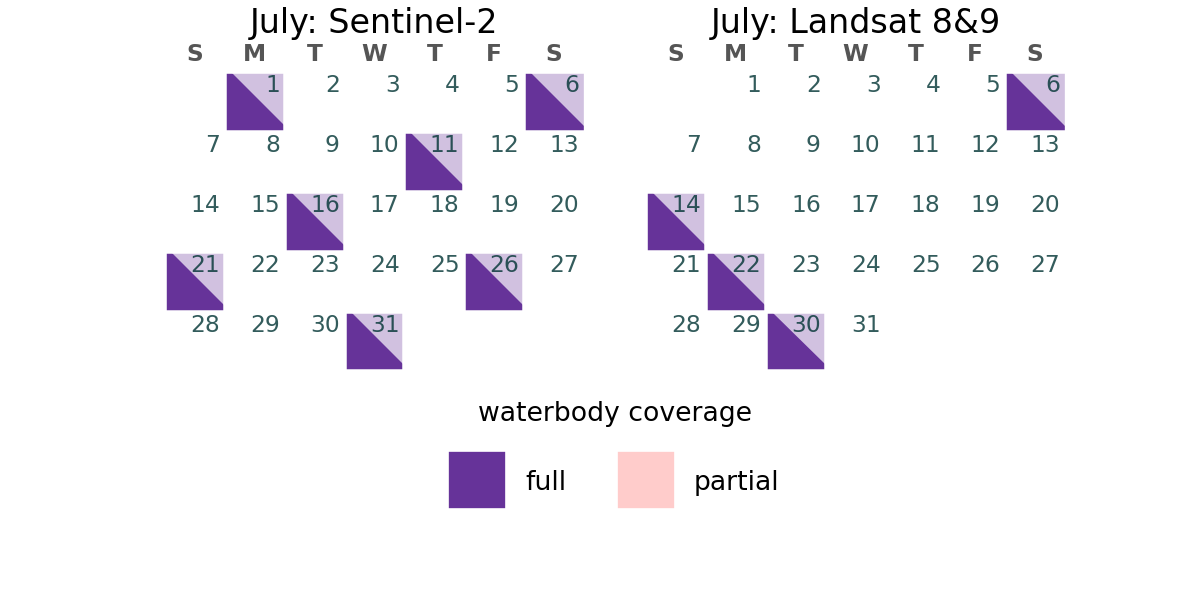 July: Sentinel-2
S M T W T F S
1 2 3 4 5 6
7 8 9 10 11 12 13
14 15 16 17 18 19 20
21 22 23 24 25 26 27
28 29 30 31
July: Landsat 8&9
S M T W T F S
1 2 3 4 5 6
7 8 9 10 11 12 13
14 15 16 17 18 19 20
21 22 23 24 25 26 27
28 29 30 31
waterbody coverage
full
partial